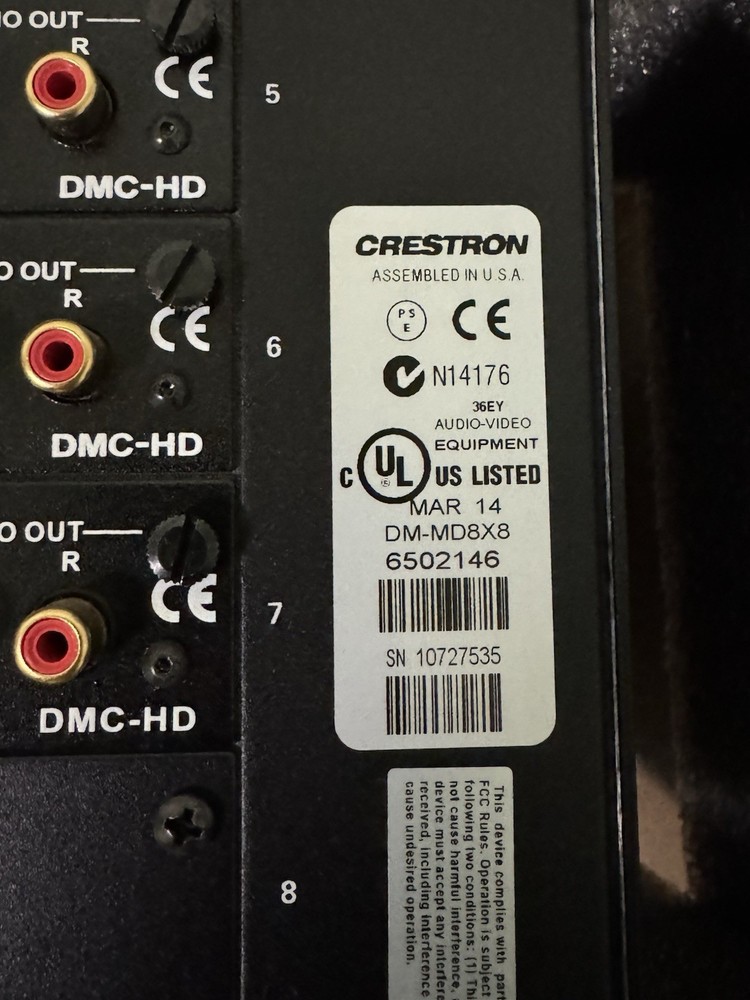 IO OUT
R
CE
5
DMC-HD
O OUT
R
CE
6
DMC-HD
O OUT
R
CE
7
DMC-HD
8
CRESTRON
ASSEMBLED IN U.S.A.
PS
E
CE
N14176
36EY
AUDIO-VIDEO
EQUIPMENT
C UL US LISTED
MAR 14
DM-MD8X8
6502146
SN 10727535
This device complies with part
FCC Rules. Operation is subject
following two conditions: (1) Thi
not cause harmful interference,
device must accept any interfere
received, including interference
cause undesired operation.